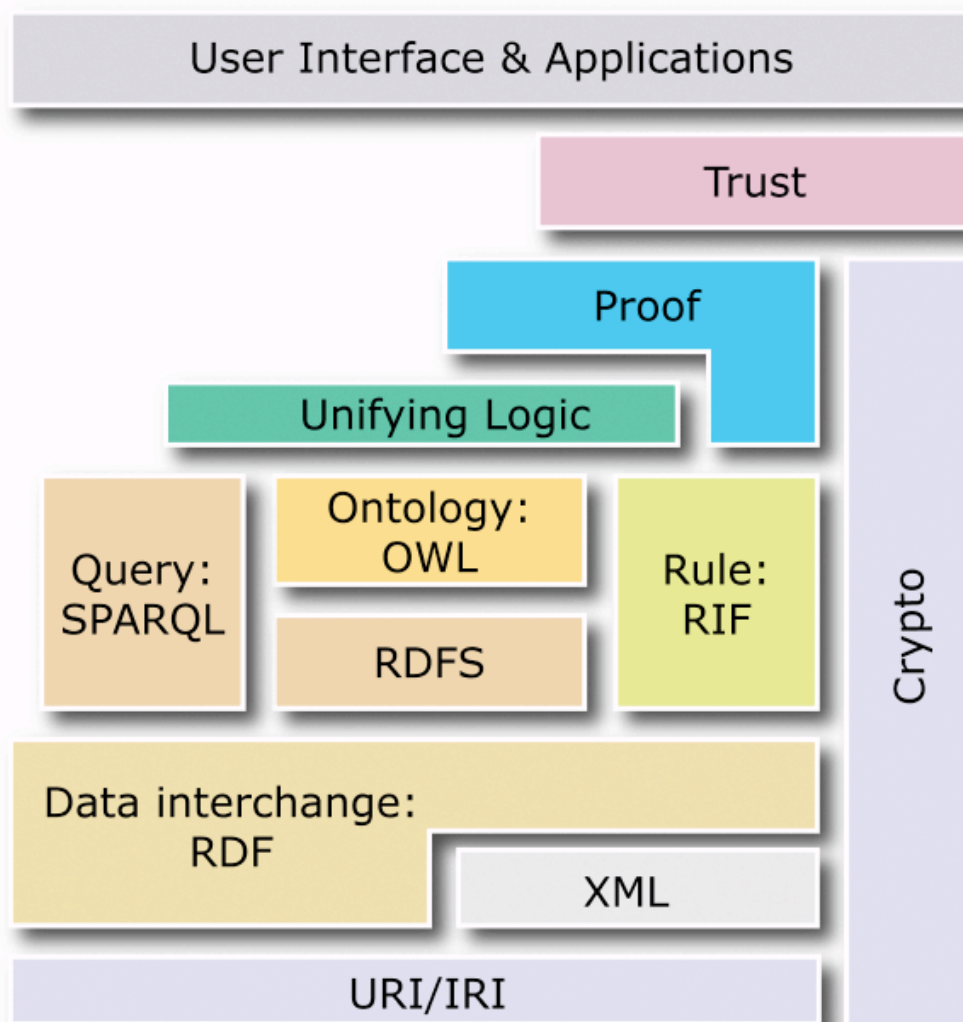 User Interface & Applications
Trust
Proof
Unifying Logic
Query:
SPARQL
Ontology:
OWL
RDFS
Rule:
RIF
Crypto
Data interchange:
RDF
XML
URI/IRI